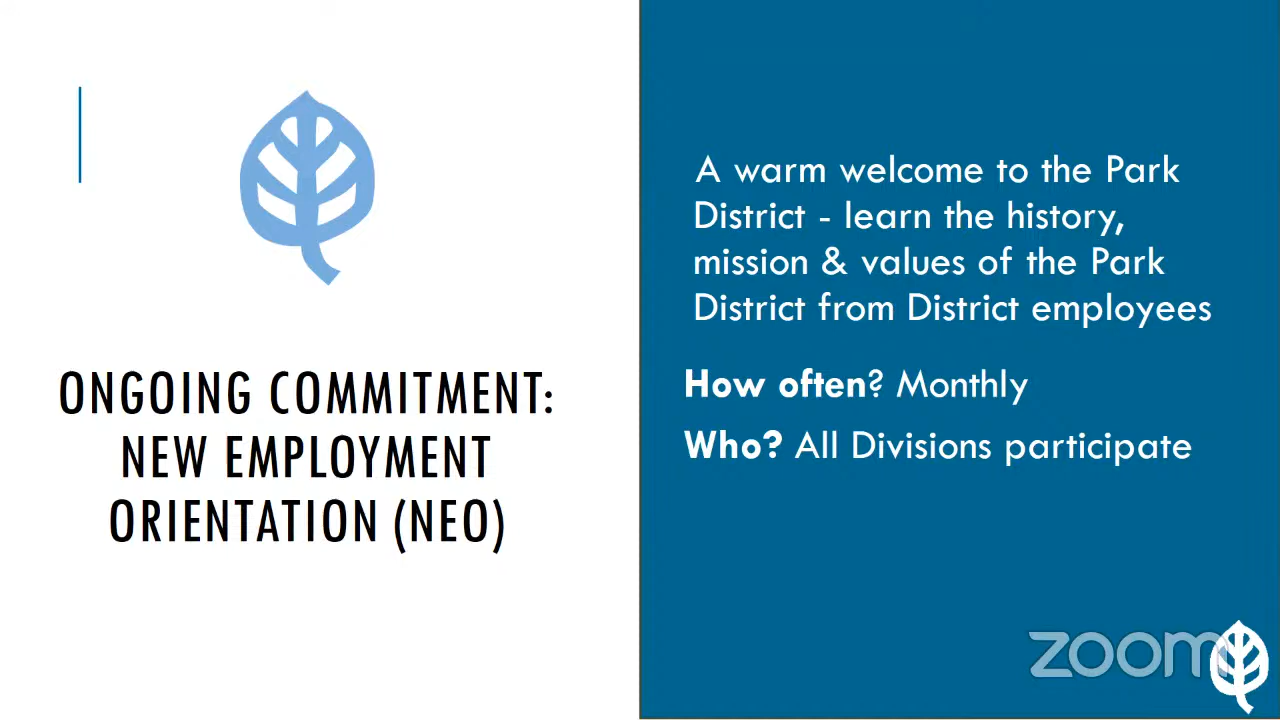 ONGOING COMMITMENT:
NEW EMPLOYMENT
ORIENTATION (NEO)
A warm welcome to the Park
District - learn the history,
mission & values of the Park
District from District employees
How often? Monthly
Who? All Divisions participate
zoom